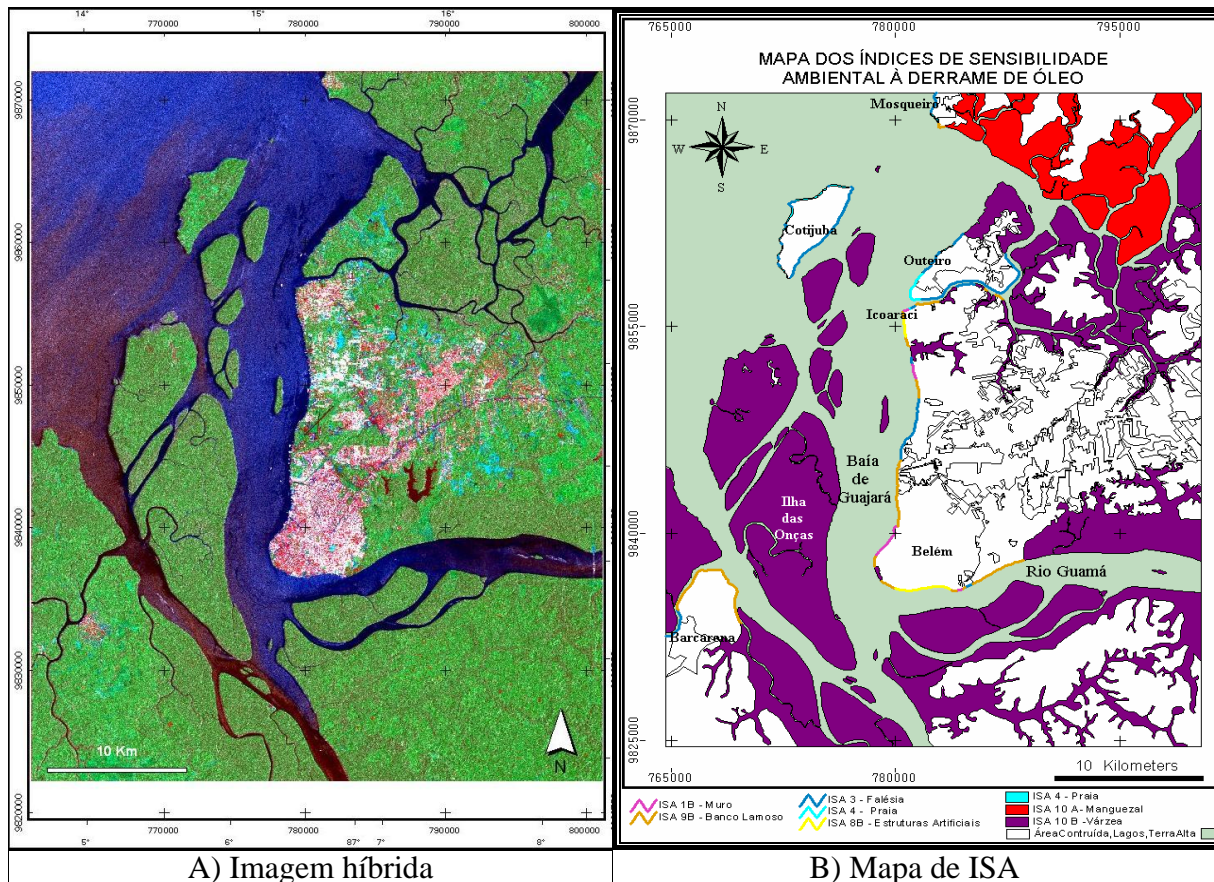 14°
15°
16°
770000
780000
790000
800000
9870000
9860000
9850000
9840000
9830000
9820000
10 Km
N
770000
780000
790000
800000
5°
6°
87°
7°
8°
A) Imagem híbrida
765000
780000
795000
MAPA DOS ÍNDICES DE SENSIBILIDADE
AMBIENTAL À DERRAME DE ÓLEO
9870000
9855000
9840000
9825000
N
W
E
S
Mosqueiro
Cotijuba
Outeiro
Icoaraci
Baía
de
Guajará
Ilha
das
Onças
Belém
Rio Guamá
Barcarena
765000
780000
10 Kilometers
ISA 1B - Muro
ISA 9B - Banco Lamoso
ISA 3 - Falésia
ISA 4 - Praia
ISA 8B - Estruturas Artificiais
ISA 4 - Praia
ISA 10 A - Manguezal
ISA 10 B - Várzea
Área Contruída, Lagos, Terra Alta
B) Mapa de ISA